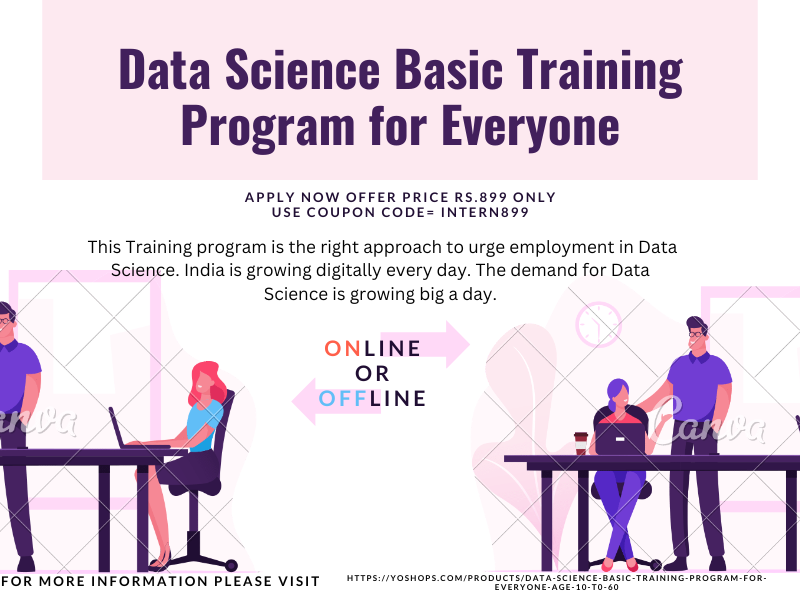 Data Science Basic Training
Program for Everyone
APPLY NOW OFFER PRICE RS.899 ONLY
USE COUPON CODE= INTERN899
This Training program is the right approach to urge employment in Data
Science. India is growing digitally every day. The demand for Data
Science is growing big a day.
ONLINE
OR
OFFLINE
anva
Canva
FOR MORE INFORMATION PLEASE VISIT
HTTPS://YOSHOPS.COM/PRODUCTS/DATA-SCIENCE-BASIC-TRAINING-PROGRAM-FOR-
EVERYONE-AGE-10-T0-60